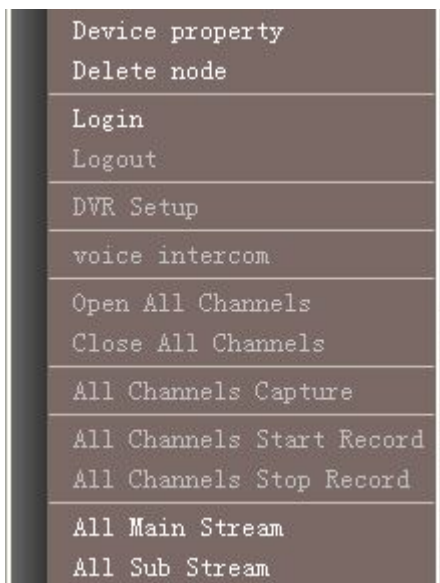 Device property
Delete node
Login
Logout
DVR Setup
voice intercom
Open All Channels
Close All Channels
All Channels Capture
All Channels Start Record
All Channels Stop Record
All Main Stream
All Sub Stream